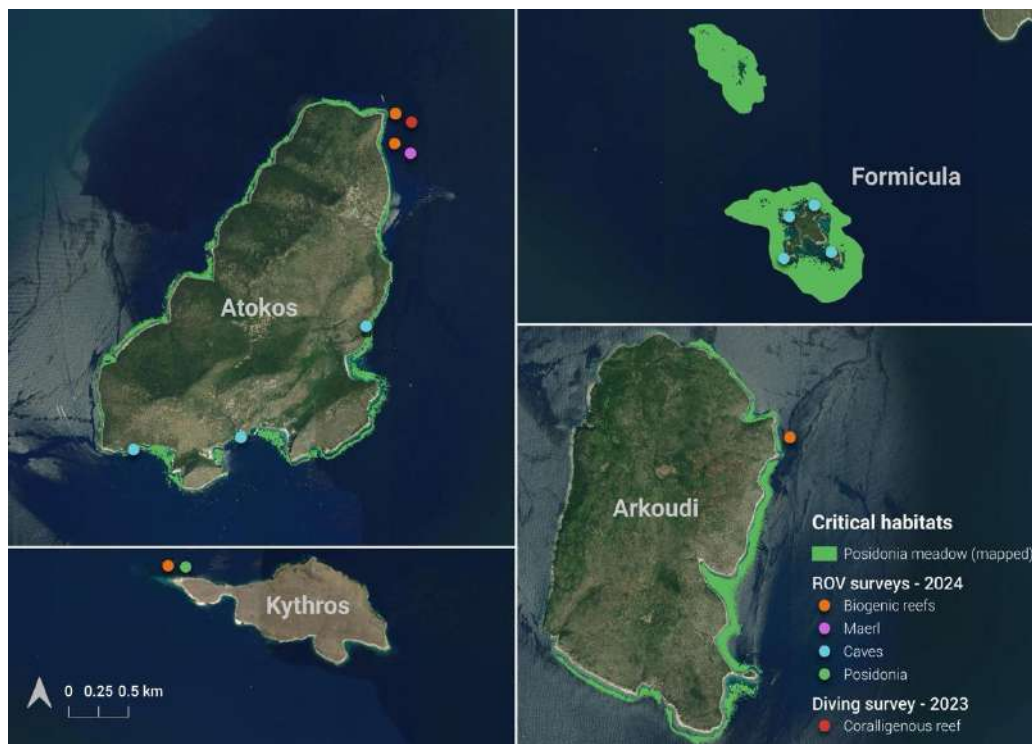 Atokos
Formicula
Arkoudi
Kythros
0 0.25 0.5 km
Critical habitats
Posidonia meadow (mapped)
ROV surveys - 2024
Biogenic reefs
Maerl
Caves
Posidonia
Diving survey - 2023
Coralligenous reef